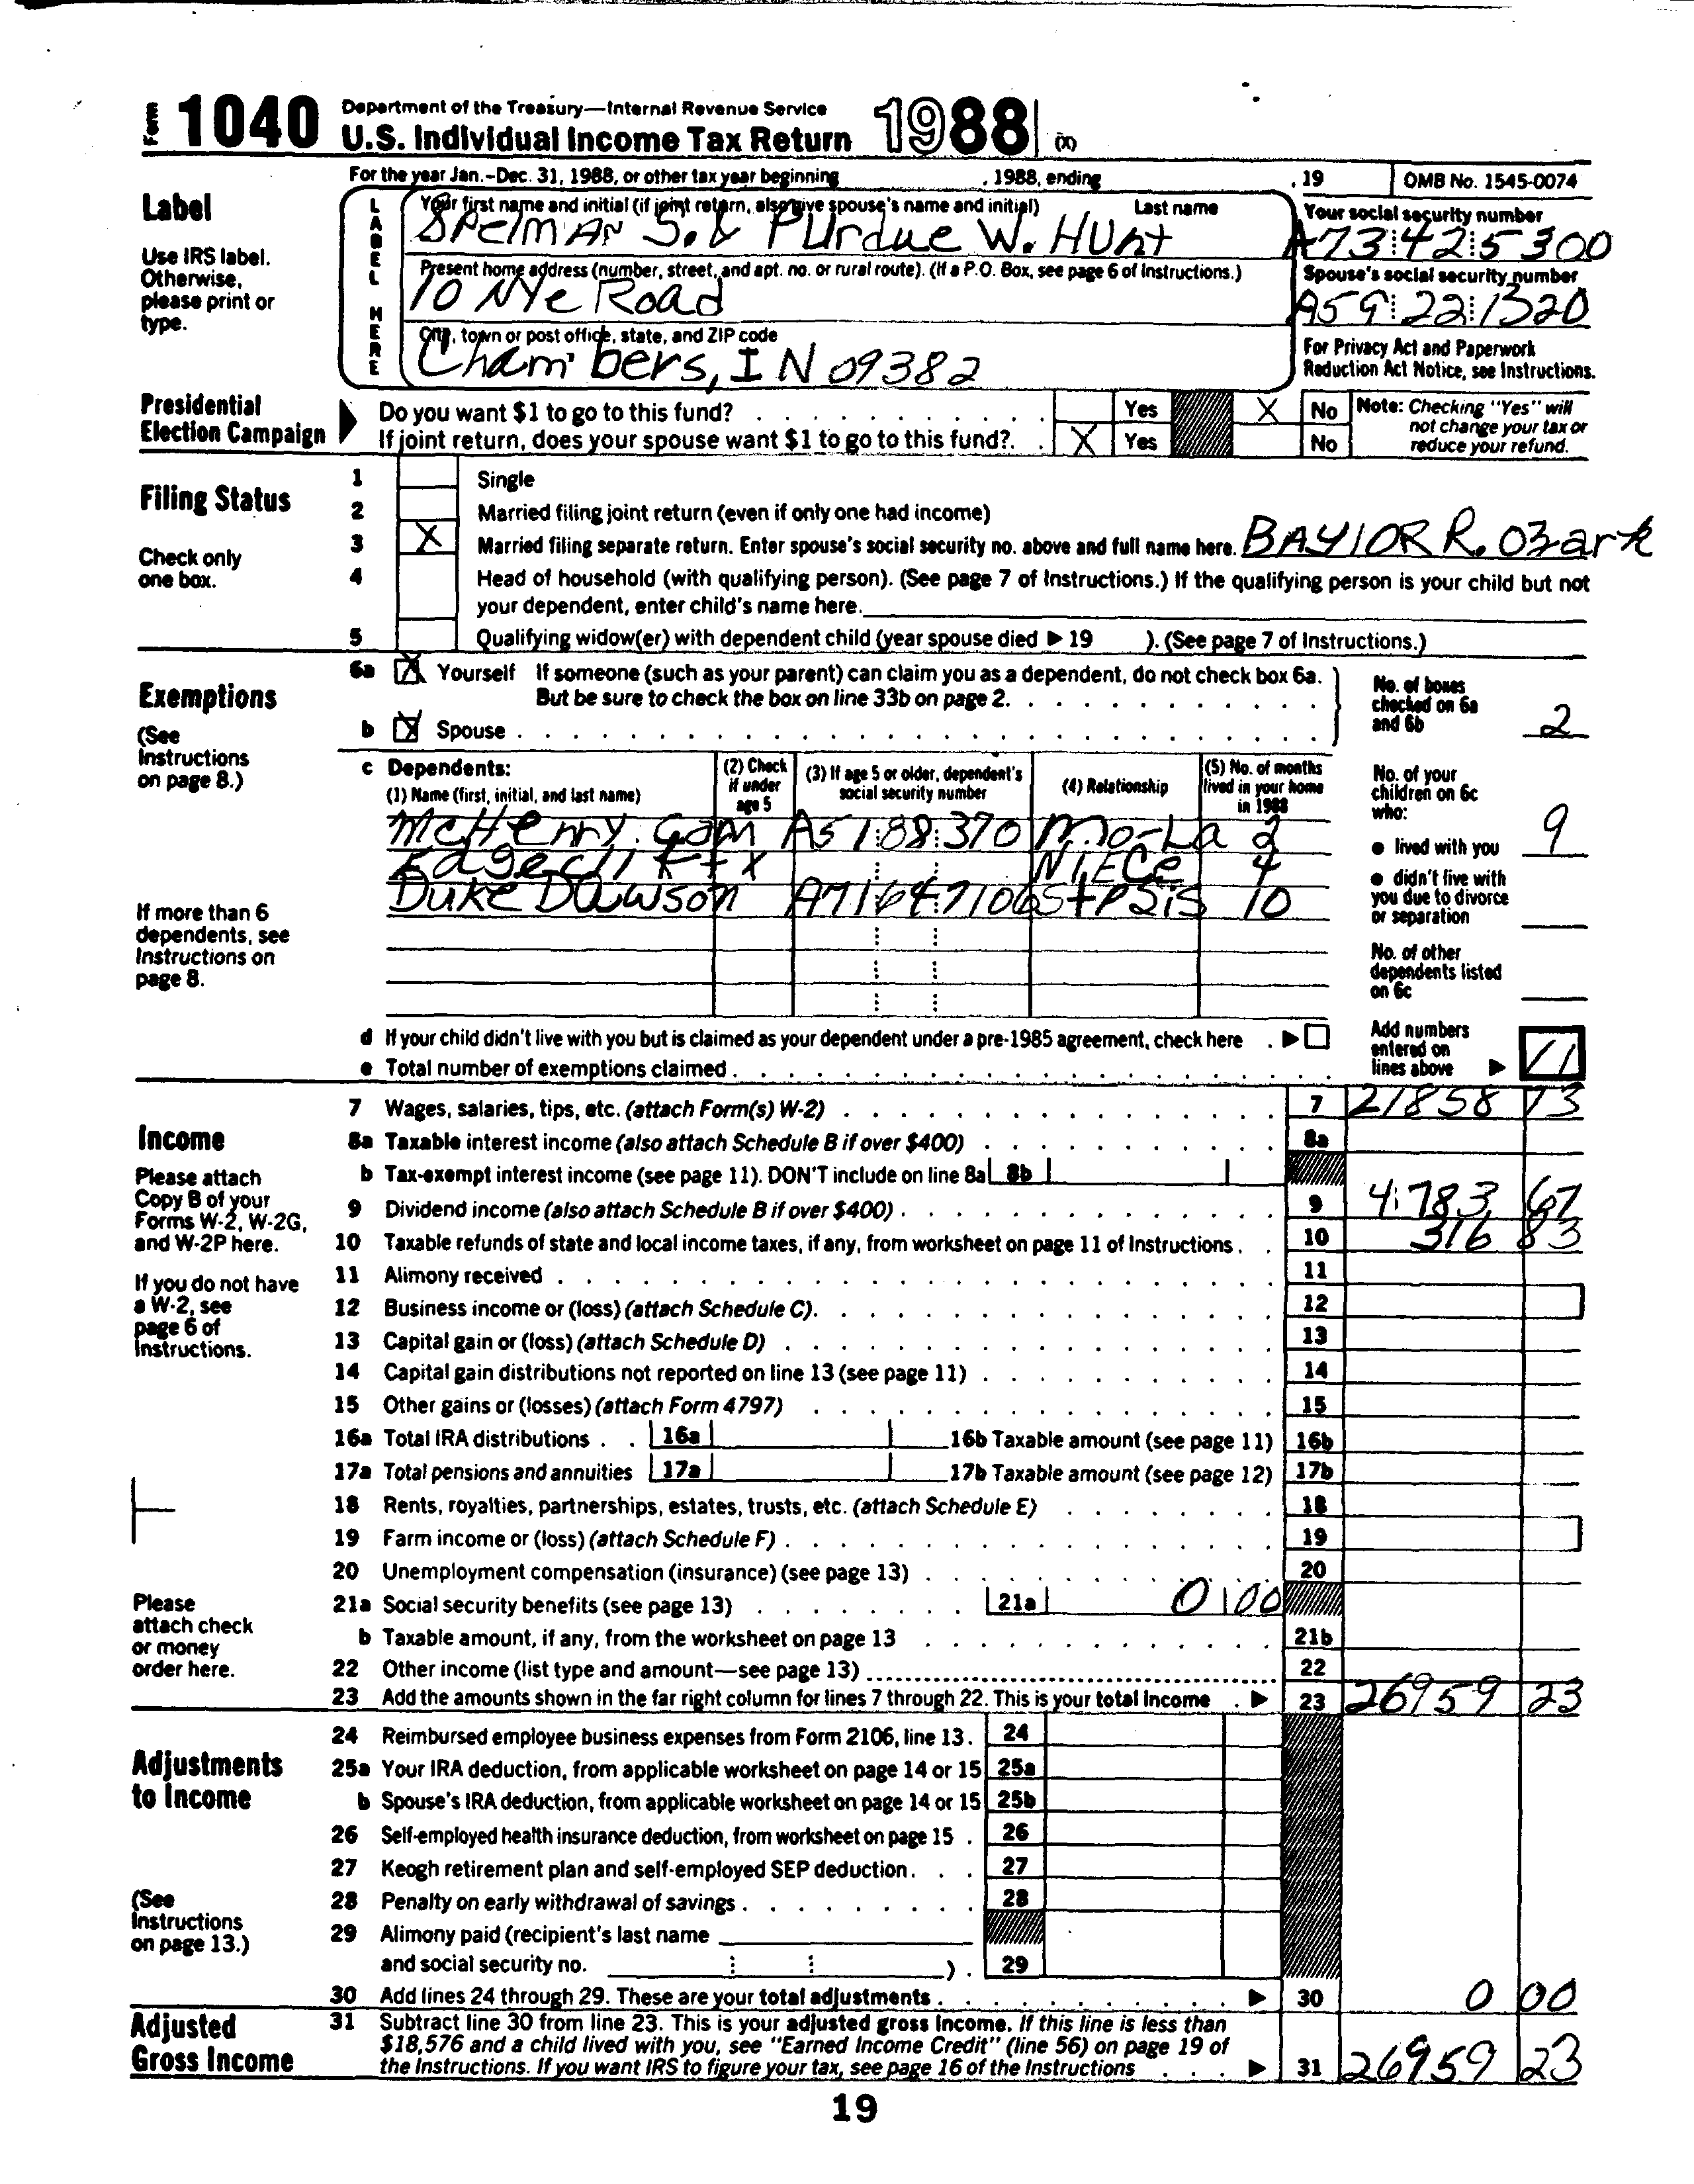 Form 1040 Department of the Treasury—Internal Revenue Service
U.S. Individual Income Tax Return 1988 (X)
For the year Jan.-Dec. 31, 1988, or other tax year beginning , 1988, ending , 19 OMB No. 1545-0074
Label
Use IRS label.
Otherwise,
please print or
type.
LABEL HERE
Your first name and initial (if joint return, also give spouse's name and initial) Last name
SPelmAN S. & PUrdue W. HUnt
Your social security number
A73 42 5300
Present home address (number, street, and apt. no. or rural route). (If a P.O. Box, see page 6 of Instructions.)
10 NYe Road
Spouse's social security number
A59 22 1320
City, town or post office, state, and ZIP code
Chambers, IN 09382
For Privacy Act and Paperwork
Reduction Act Notice, see Instructions.
Presidential
Election Campaign
Do you want $1 to go to this fund? Yes X No
If joint return, does your spouse want $1 to go to this fund? X Yes No
Note: Checking "Yes" will
not change your tax or
reduce your refund.
Filing Status
Check only
one box.
1 Single
2 Married filing joint return (even if only one had income)
3 X Married filing separate return. Enter spouse's social security no. above and full name here. BAYlOR R. Ozark
4 Head of household (with qualifying person). (See page 7 of Instructions.) If the qualifying person is your child but not
your dependent, enter child's name here.
5 Qualifying widow(er) with dependent child (year spouse died ▶ 19 ). (See page 7 of Instructions.)
Exemptions
(See
Instructions
on page 8.)
6a X Yourself If someone (such as your parent) can claim you as a dependent, do not check box 6a.
But be sure to check the box on line 33b on page 2.
b X Spouse
No. of boxes
checked on 6a
and 6b 2
c Dependents:
(1) Name (first, initial, and last name)
(2) Check
if under
age 5
(3) If age 5 or older, dependent's
social security number
(4) Relationship
(5) No. of months
lived in your home
in 1988
McHenry Gam A51 88 370 Mo-La 2
X NIECe 4
Duke Dawson A71 64 7106 StPSiS 10
If more than 6
dependents, see
Instructions on
page 8.
No. of your
children on 6c
who:
● lived with you 9
● didn't live with
you due to divorce
or separation
No. of other
dependents listed
on 6c
d If your child didn't live with you but is claimed as your dependent under a pre-1985 agreement, check here ▶
e Total number of exemptions claimed
Add numbers
entered on
lines above ▶ 11
Income
Please attach
Copy B of your
Forms W-2, W-2G,
and W-2P here.
If you do not have
a W-2, see
page 6 of
Instructions.
Please
attach check
or money
order here.
7 Wages, salaries, tips, etc. (attach Form(s) W-2) 7 21858 73
8a Taxable interest income (also attach Schedule B if over $400) 8a
b Tax-exempt interest income (see page 11). DON'T include on line 8a 8b
9 Dividend income (also attach Schedule B if over $400) 9 4,783 67
10 Taxable refunds of state and local income taxes, if any, from worksheet on page 11 of Instructions 10 316 83
11 Alimony received 11
12 Business income or (loss) (attach Schedule C) 12
13 Capital gain or (loss) (attach Schedule D) 13
14 Capital gain distributions not reported on line 13 (see page 11) 14
15 Other gains or (losses) (attach Form 4797) 15
16a Total IRA distributions 16a 16b Taxable amount (see page 11) 16b
17a Total pensions and annuities 17a 17b Taxable amount (see page 12) 17b
18 Rents, royalties, partnerships, estates, trusts, etc. (attach Schedule E) 18
19 Farm income or (loss) (attach Schedule F) 19
20 Unemployment compensation (insurance) (see page 13) 20
21a Social security benefits (see page 13) 21a 0 00
b Taxable amount, if any, from the worksheet on page 13 21b
22 Other income (list type and amount—see page 13) 22
23 Add the amounts shown in the far right column for lines 7 through 22. This is your total income ▶ 23 26959 23
Adjustments
to Income
(See
Instructions
on page 13.)
24 Reimbursed employee business expenses from Form 2106, line 13. 24
25a Your IRA deduction, from applicable worksheet on page 14 or 15 25a
b Spouse's IRA deduction, from applicable worksheet on page 14 or 15 25b
26 Self-employed health insurance deduction, from worksheet on page 15 26
27 Keogh retirement plan and self-employed SEP deduction 27
28 Penalty on early withdrawal of savings 28
29 Alimony paid (recipient's last name
and social security no. ) 29
30 Add lines 24 through 29. These are your total adjustments ▶ 30 0 00
Adjusted
Gross Income
31 Subtract line 30 from line 23. This is your adjusted gross income. If this line is less than
$18,576 and a child lived with you, see "Earned Income Credit" (line 56) on page 19 of
the Instructions. If you want IRS to figure your tax, see page 16 of the Instructions ▶ 31 26959 23
19